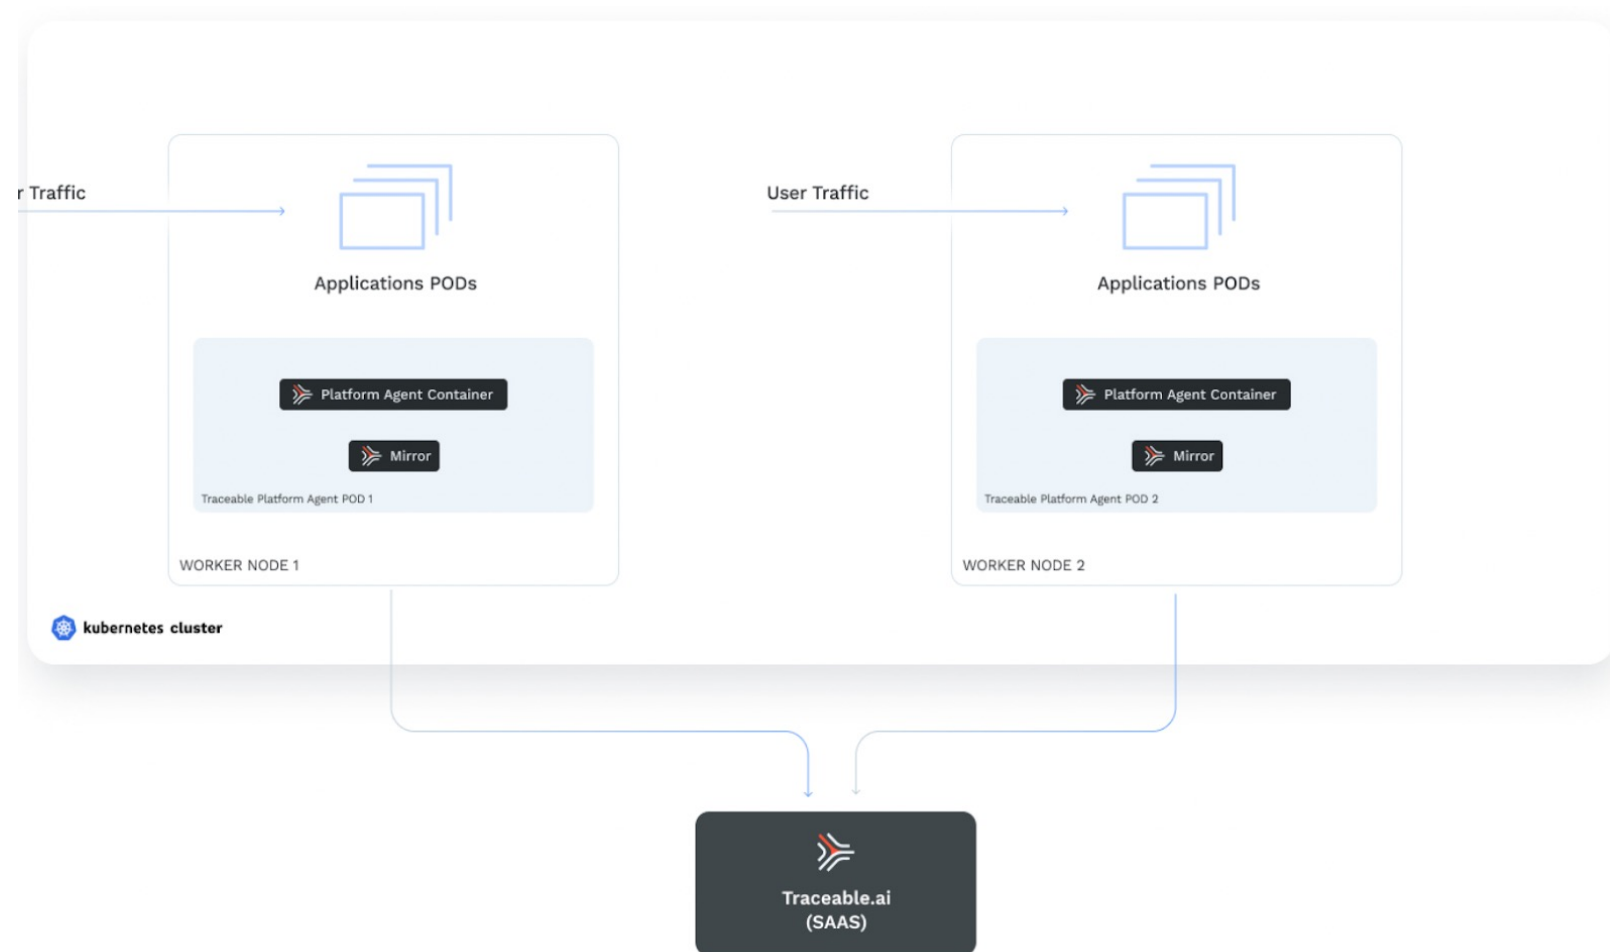 r Traffic
User Traffic
Applications PODs
Applications PODs
Platform Agent Container
Platform Agent Container
Mirror
Mirror
Traceable Platform Agent POD 1
Traceable Platform Agent POD 2
WORKER NODE 1
WORKER NODE 2
kubernetes cluster
Traceable.ai
(SAAS)